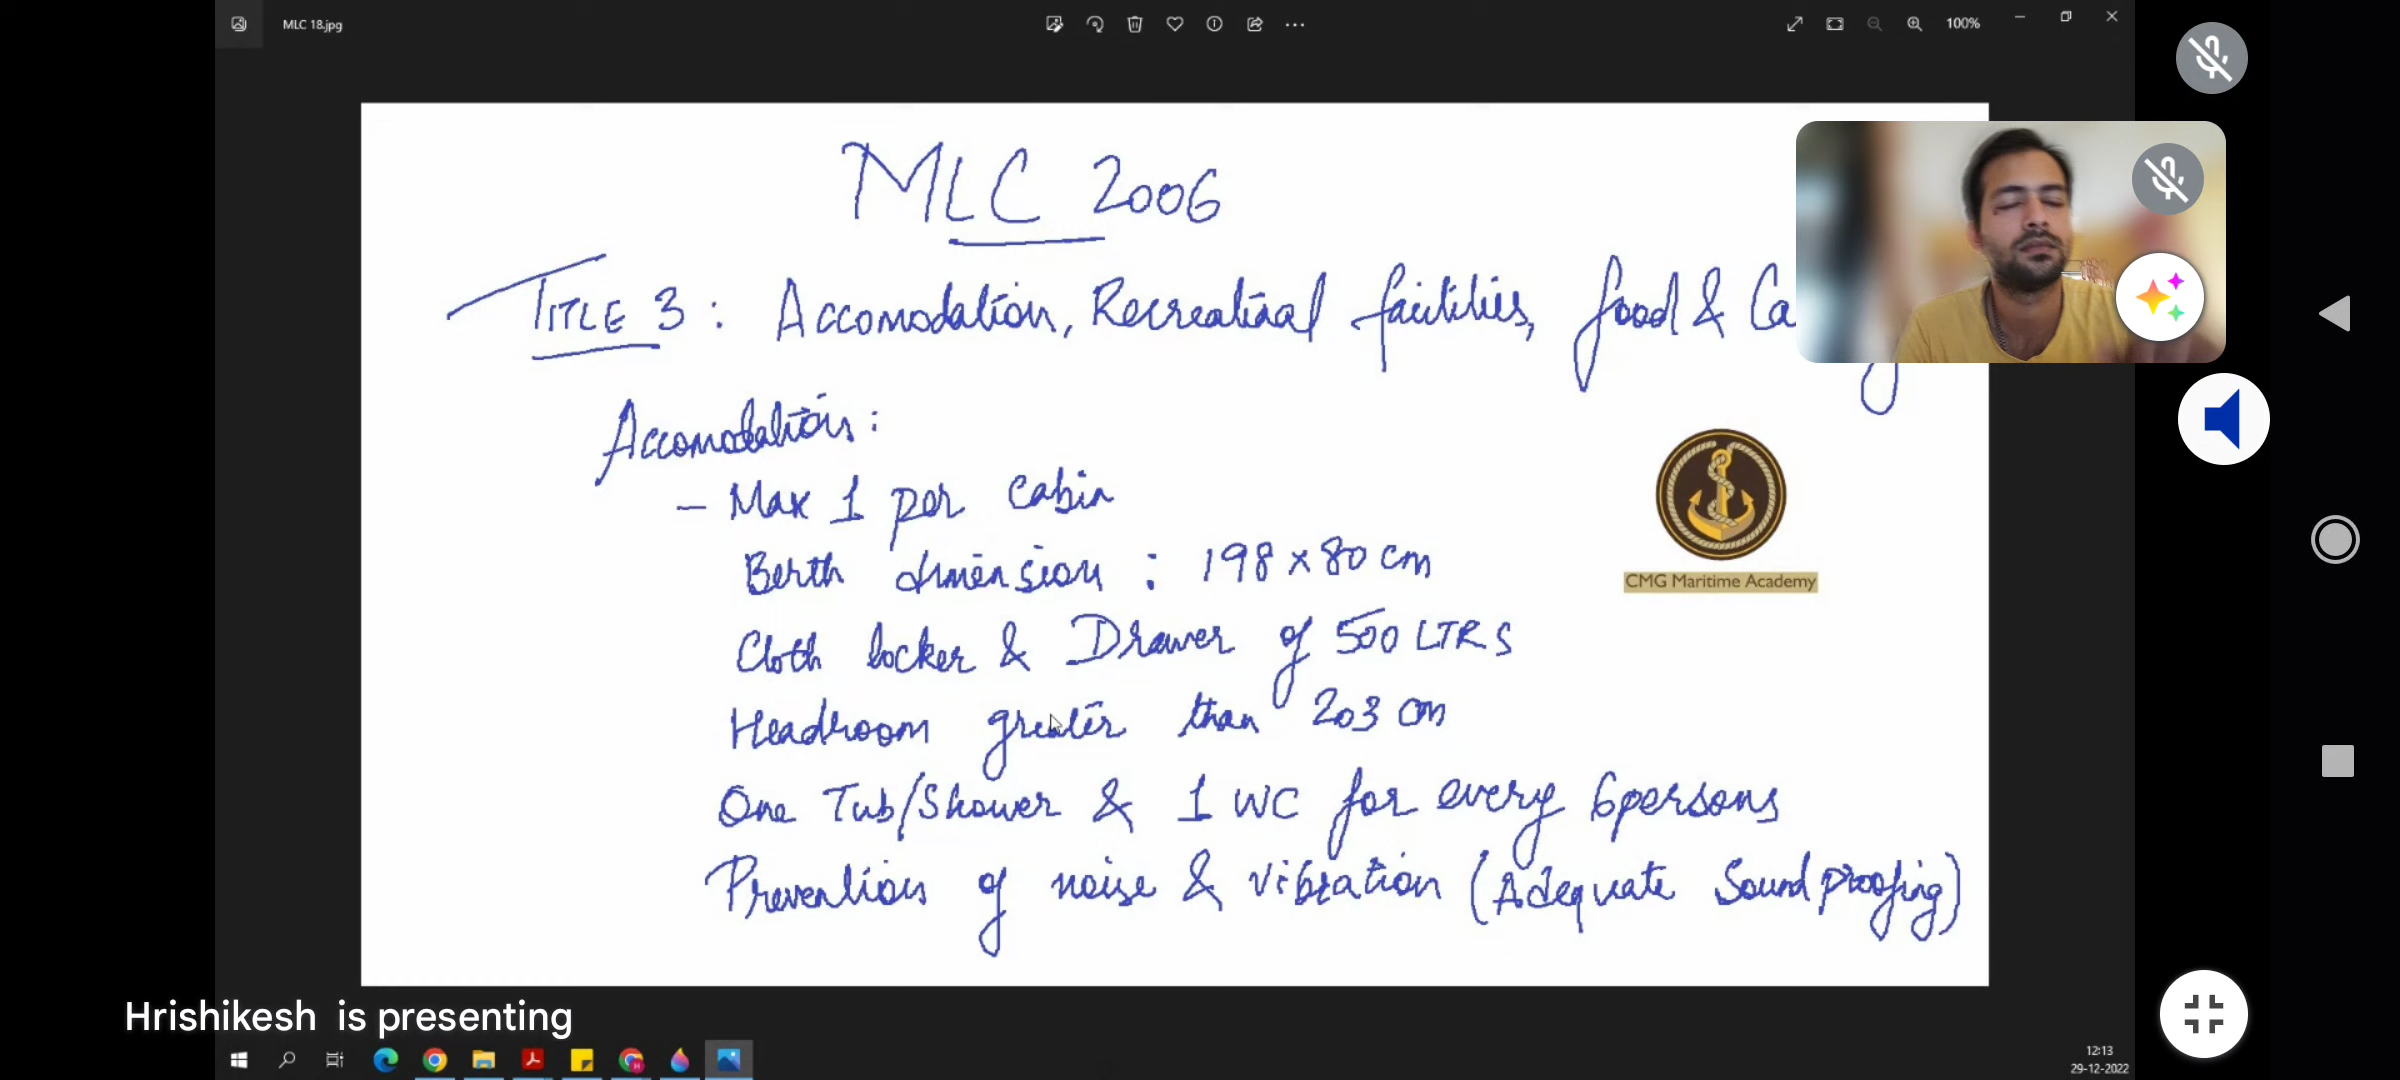 MLC 18.jpg
100%
MLC 2006
TITLE 3 : Accomodation, Recreational facilities, food & Ca
Accomodation :
- Max 1 per cabin
Berth dimension : 198 x 80 cm
Cloth locker & Drawer of 500 LTRS
Headroom greater than 203 cm
One Tub/Shower & 1 WC for every 6 persons
Prevention of noise & vibration (Adequate Sound proofing)
CMG Maritime Academy
Hrishikesh is presenting
12:13
29-12-2022